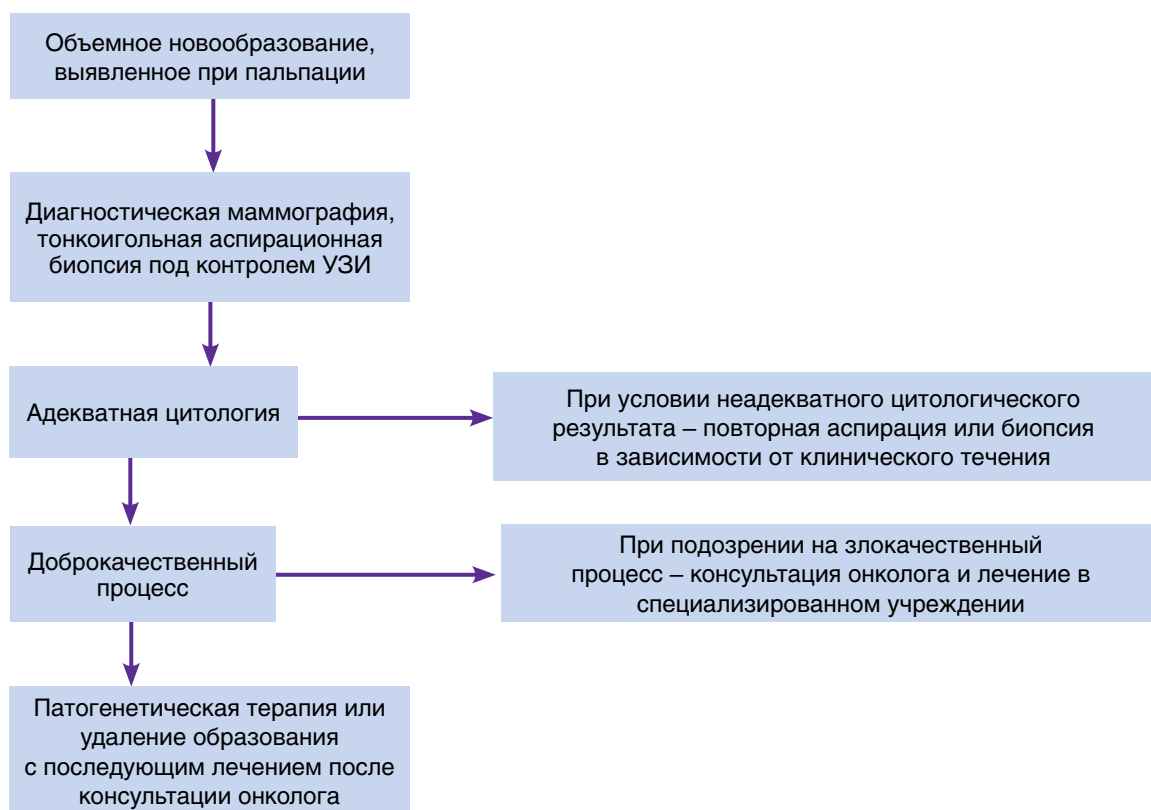 Объемное новообразование,
выявленное при пальпации
Диагностическая маммография,
тонкоигольная аспирационная
биопсия под контролем УЗИ
Адекватная цитология
При условии неадекватного цитологического
результата – повторная аспирация или биопсия
в зависимости от клинического течения
Доброкачественный
процесс
При подозрении на злокачественный
процесс – консультация онколога и лечение в
специализированном учреждении
Патогенетическая терапия или
удаление образования
с последующим лечением после
консультации онколога